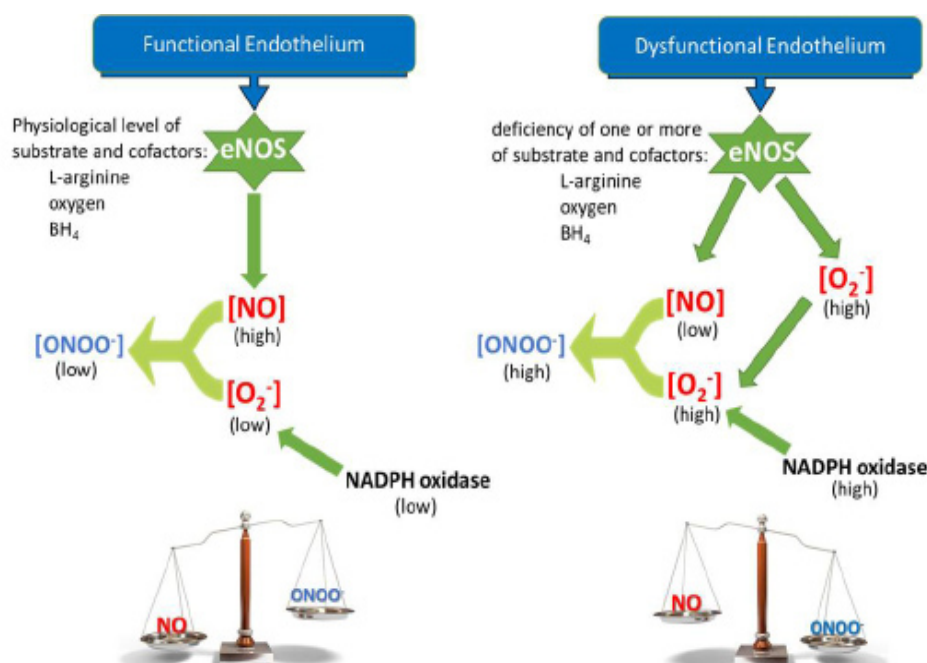 Functional Endothelium
Physiological level of
substrate and cofactors:
L-arginine
oxygen
BH₄
eNOS
[NO]
(high)
[ONOO⁻]
(low)
[O₂⁻]
(low)
NADPH oxidase
(low)
NO
ONOO⁻
Dysfunctional Endothelium
deficiency of one or more
of substrate and cofactors:
L-arginine
oxygen
BH₄
eNOS
[O₂⁻]
(high)
[NO]
(low)
[ONOO⁻]
(high)
[O₂⁻]
(high)
NADPH oxidase
(high)
NO
ONOO⁻